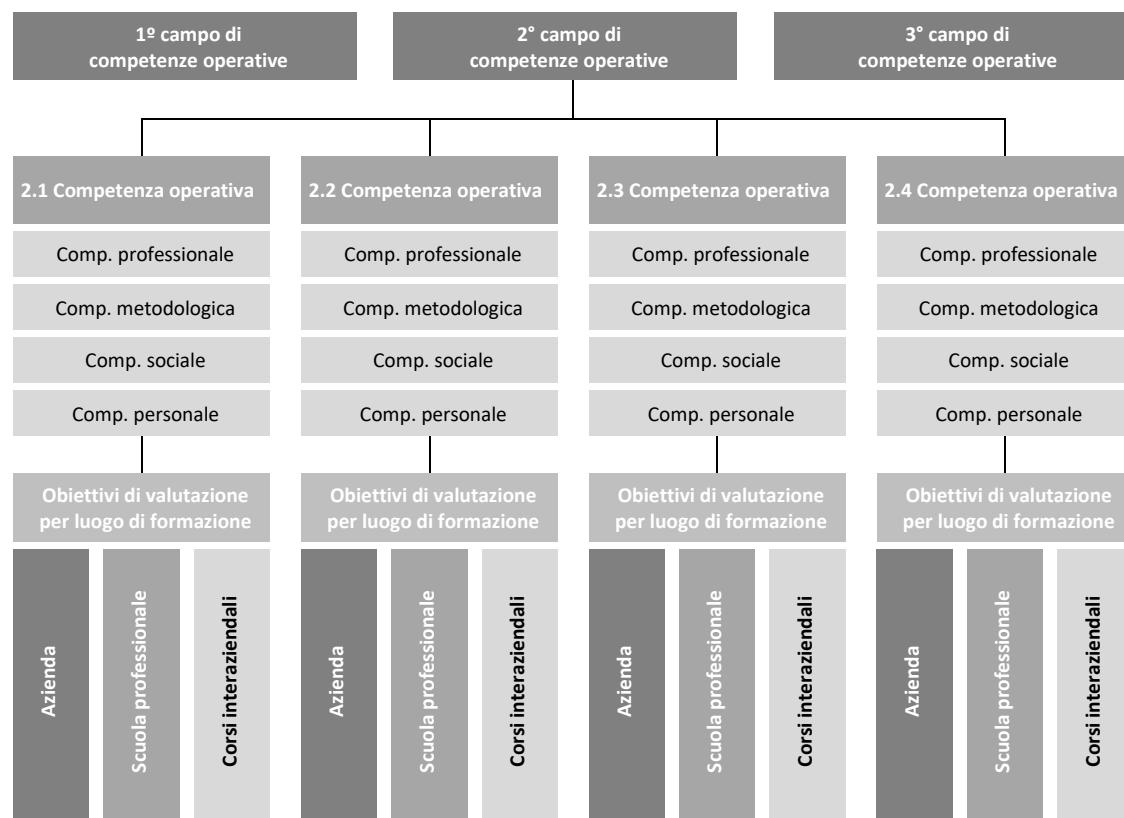 1º campo di
competenze operative
2° campo di
competenze operative
3° campo di
competenze operative
2.1 Competenza operativa
2.2 Competenza operativa
2.3 Competenza operativa
2.4 Competenza operativa
Comp. professionale
Comp. professionale
Comp. professionale
Comp. professionale
Comp. metodologica
Comp. metodologica
Comp. metodologica
Comp. metodologica
Comp. sociale
Comp. sociale
Comp. sociale
Comp. sociale
Comp. personale
Comp. personale
Comp. personale
Comp. personale
Obiettivi di valutazione
per luogo di formazione
Obiettivi di valutazione
per luogo di formazione
Obiettivi di valutazione
per luogo di formazione
Obiettivi di valutazione
per luogo di formazione
Azienda
Scuola professionale
Corsi interaziendali
Azienda
Scuola professionale
Corsi interaziendali
Azienda
Scuola professionale
Corsi interaziendali
Azienda
Scuola professionale
Corsi interaziendali